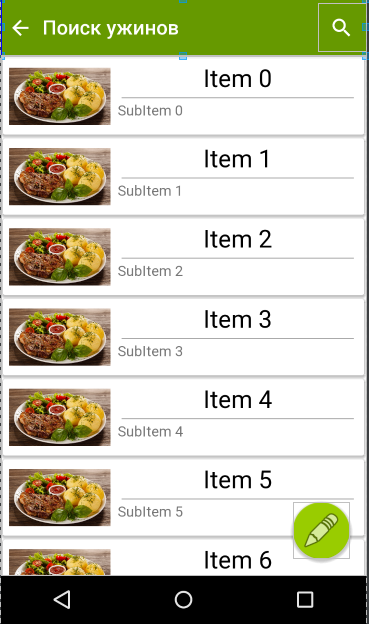 Поиск ужинов
Item 0
SubItem 0
Item 1
SubItem 1
Item 2
SubItem 2
Item 3
SubItem 3
Item 4
SubItem 4
Item 5
SubItem 5
Item 6